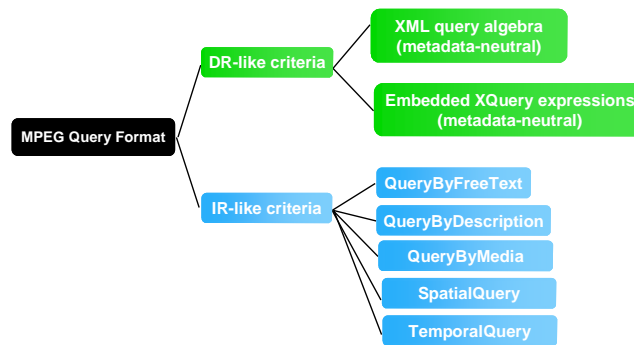 XML query algebra
(metadata-neutral)
DR-like criteria
Embedded XQuery expressions
(metadata-neutral)
MPEG Query Format
QueryByFreeText
IR-like criteria
QueryByDescription
QueryByMedia
SpatialQuery
TemporalQuery